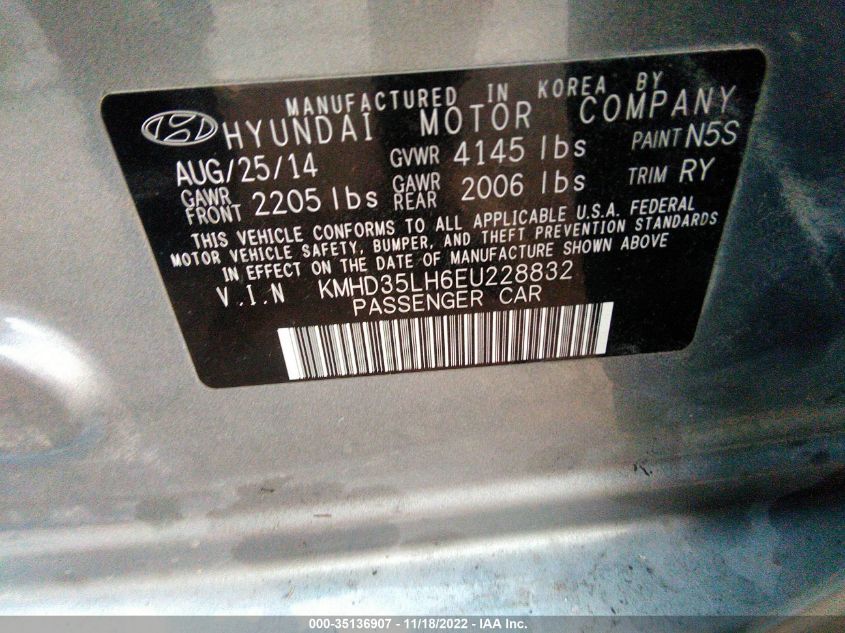 MANUFACTURED IN KOREA BY
HYUNDAI MOTOR COMPANY
AUG/25/14 GVWR 4145 lbs PAINT N5S
GAWR FRONT 2205 lbs GAWR REAR 2006 lbs TRIM RY
THIS VEHICLE CONFORMS TO ALL APPLICABLE U.S.A. FEDERAL
MOTOR VEHICLE SAFETY, BUMPER, AND THEFT PREVENTION STANDARDS
IN EFFECT ON THE DATE OF MANUFACTURE SHOWN ABOVE
V.I.N KMHD35LH6EU228832
PASSENGER CAR
000-35136907 - 11/18/2022 - IAA Inc.